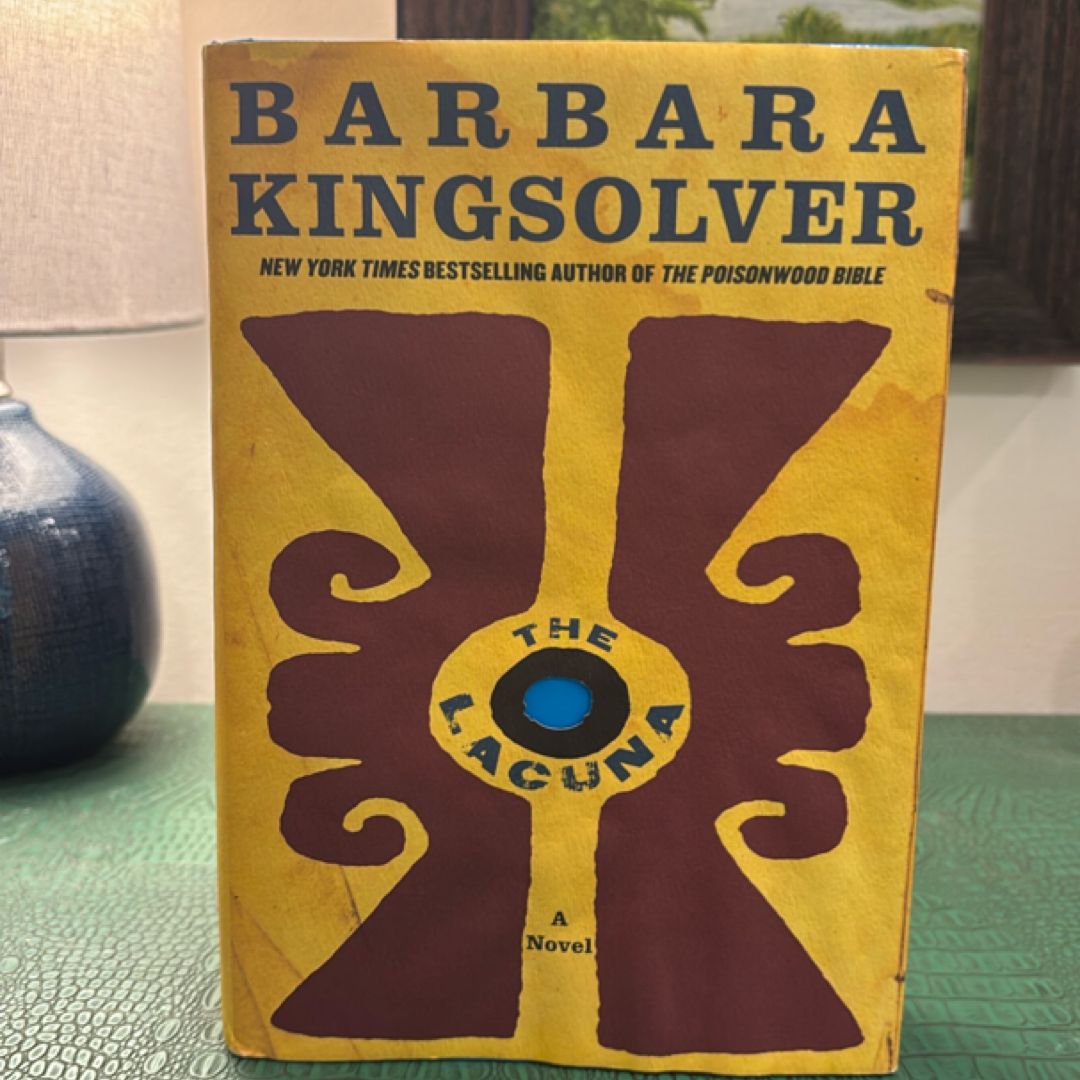 BARBARA
KINGSOLVER
NEW YORK TIMES BESTSELLING AUTHOR OF THE POISONWOOD BIBLE
THE
LACUNA
A
Novel